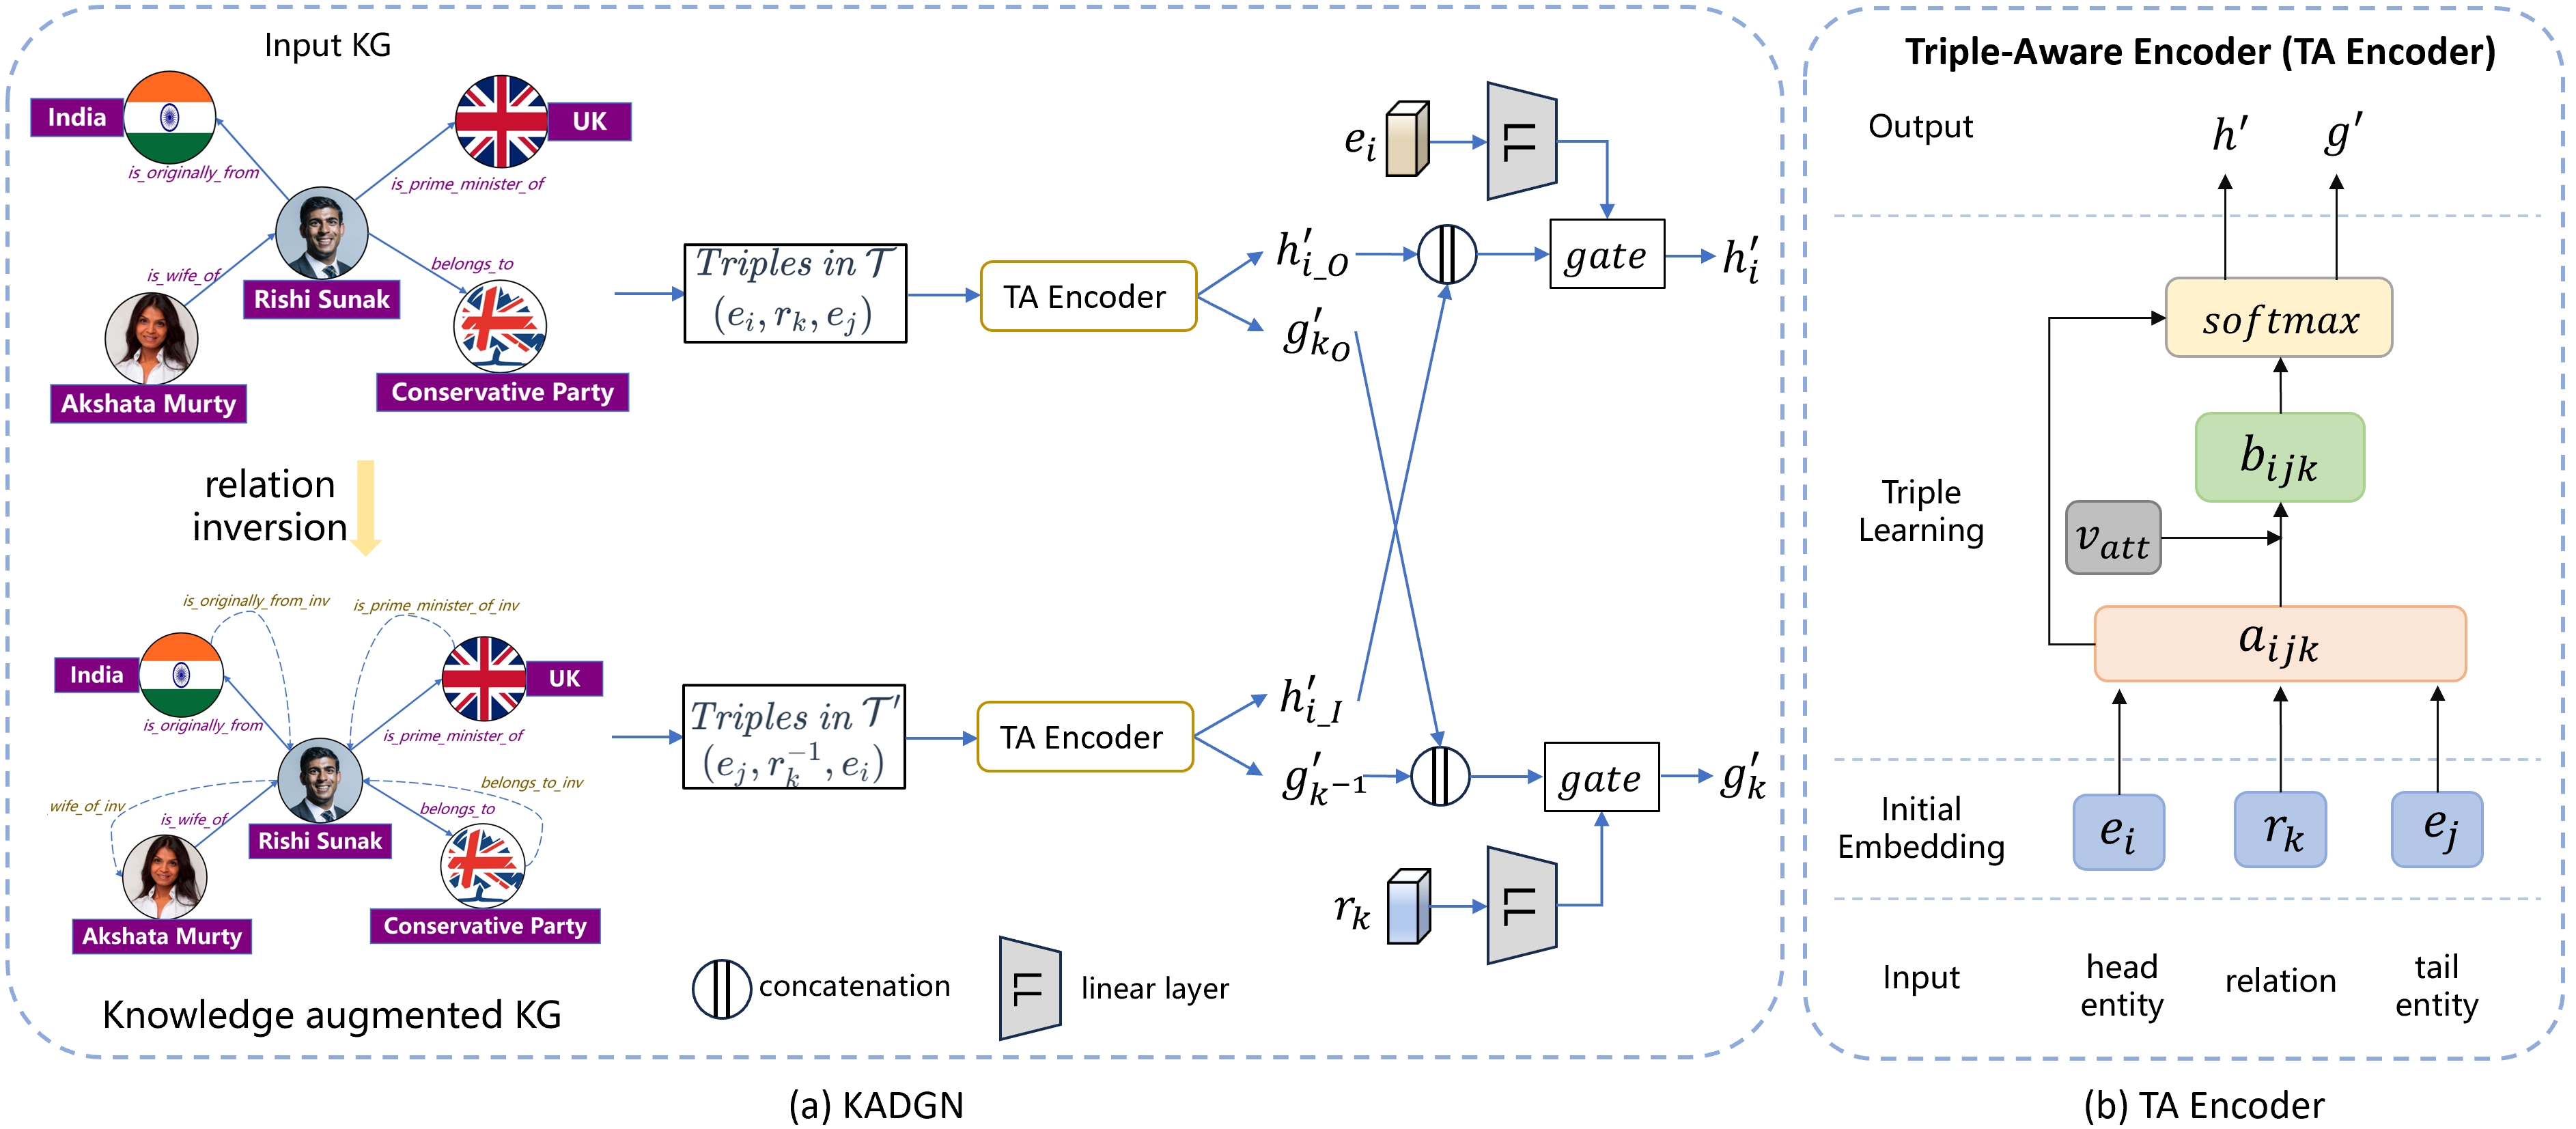 Input KG
India
UK
is_originally_from
is_prime_minister_of
is_wife_of
belongs_to
Rishi Sunak
Akshata Murty
Conservative Party
relation
inversion
is_originally_from_inv
is_prime_minister_of_inv
India
UK
is_originally_from
is_prime_minister_of
wife_of_inv
is_wife_of
belongs_to_inv
belongs_to
Rishi Sunak
Akshata Murty
Conservative Party
Knowledge augmented KG
Triples in 𝒯
(e_i, r_k, e_j)
TA Encoder
h′_{i_O}
g′_{k_O}
e_i
gate
h′_i
Triples in 𝒯′
(e_j, r_k^{-1}, e_i)
TA Encoder
h′_{i_I}
g′_{k^{-1}}
gate
g′_k
r_k
concatenation
linear layer
(a) KADGN
Triple-Aware Encoder (TA Encoder)
Output
h′
g′
softmax
b_{ijk}
Triple
Learning
v_{att}
a_{ijk}
Initial
Embedding
e_i
r_k
e_j
Input
head
entity
relation
tail
entity
(b) TA Encoder